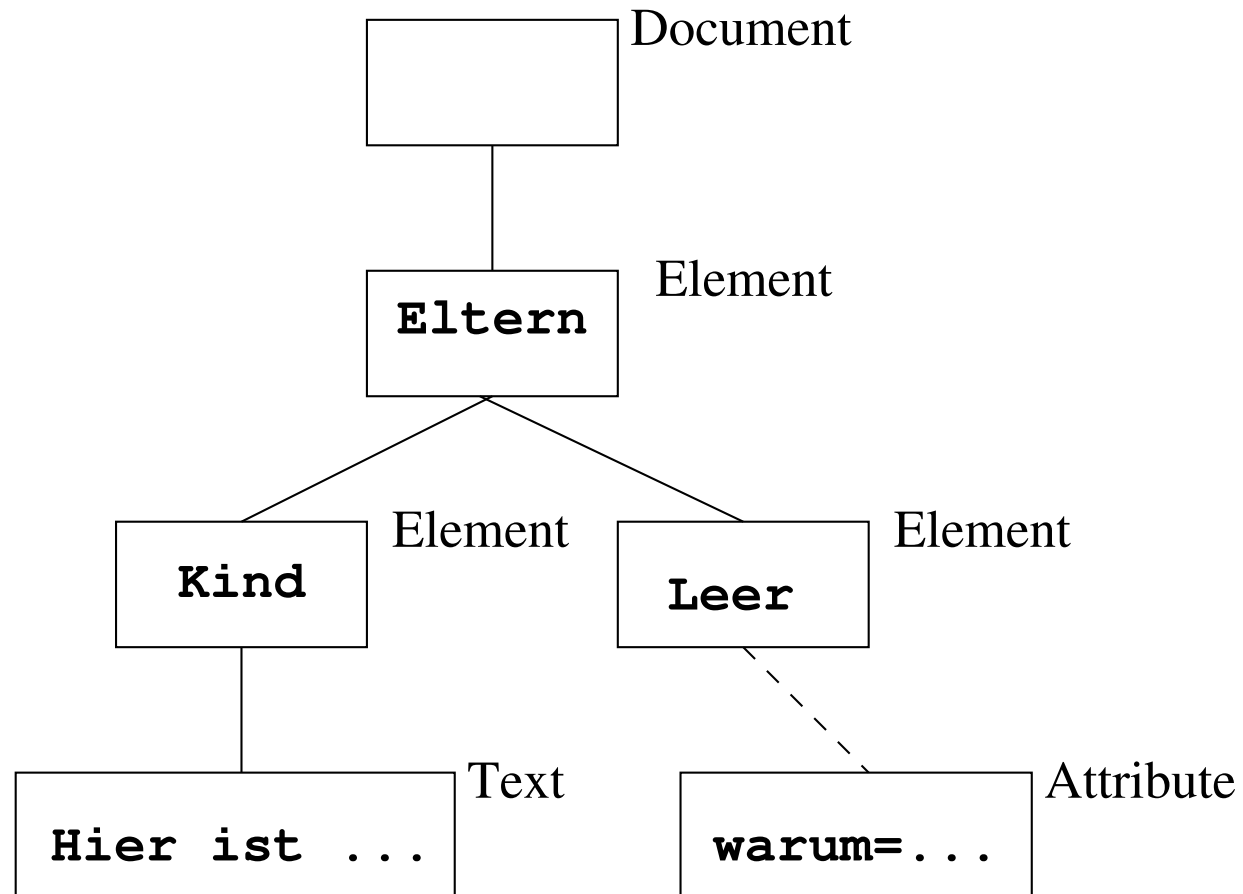 Document
Element
Eltern
Element
Element
Kind
Leer
Text
Attribute
Hier ist ...
warum=...